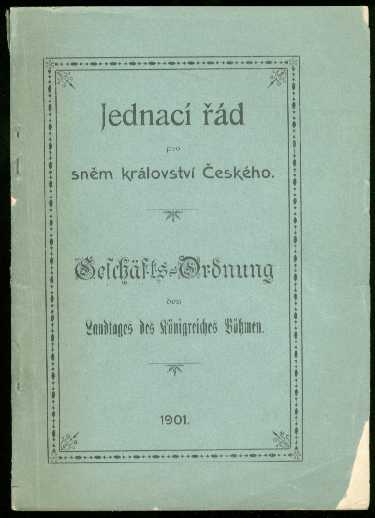 Jednací řád
pro
sněm království Českého.
Geschäfts-Ordnung
des
Landtages des Königreiches Böhmen.
1901.